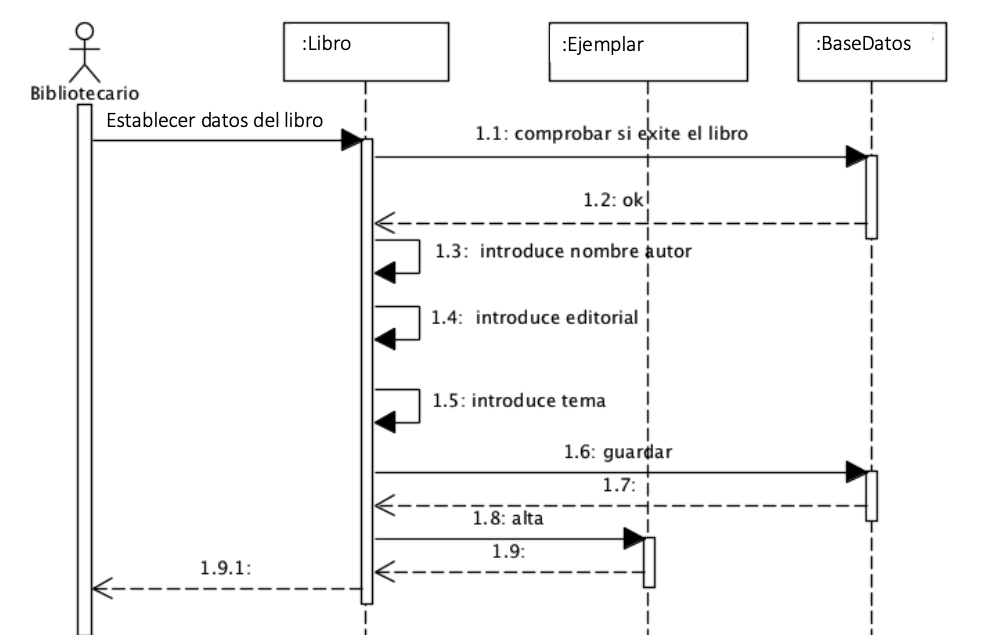 :Libro
:Ejemplar
:BaseDatos
Bibliotecario
Establecer datos del libro
1.1: comprobar si exite el libro
1.2: ok
1.3: introduce nombre autor
1.4: introduce editorial
1.5: introduce tema
1.6: guardar
1.7:
1.8: alta
1.9:
1.9.1: